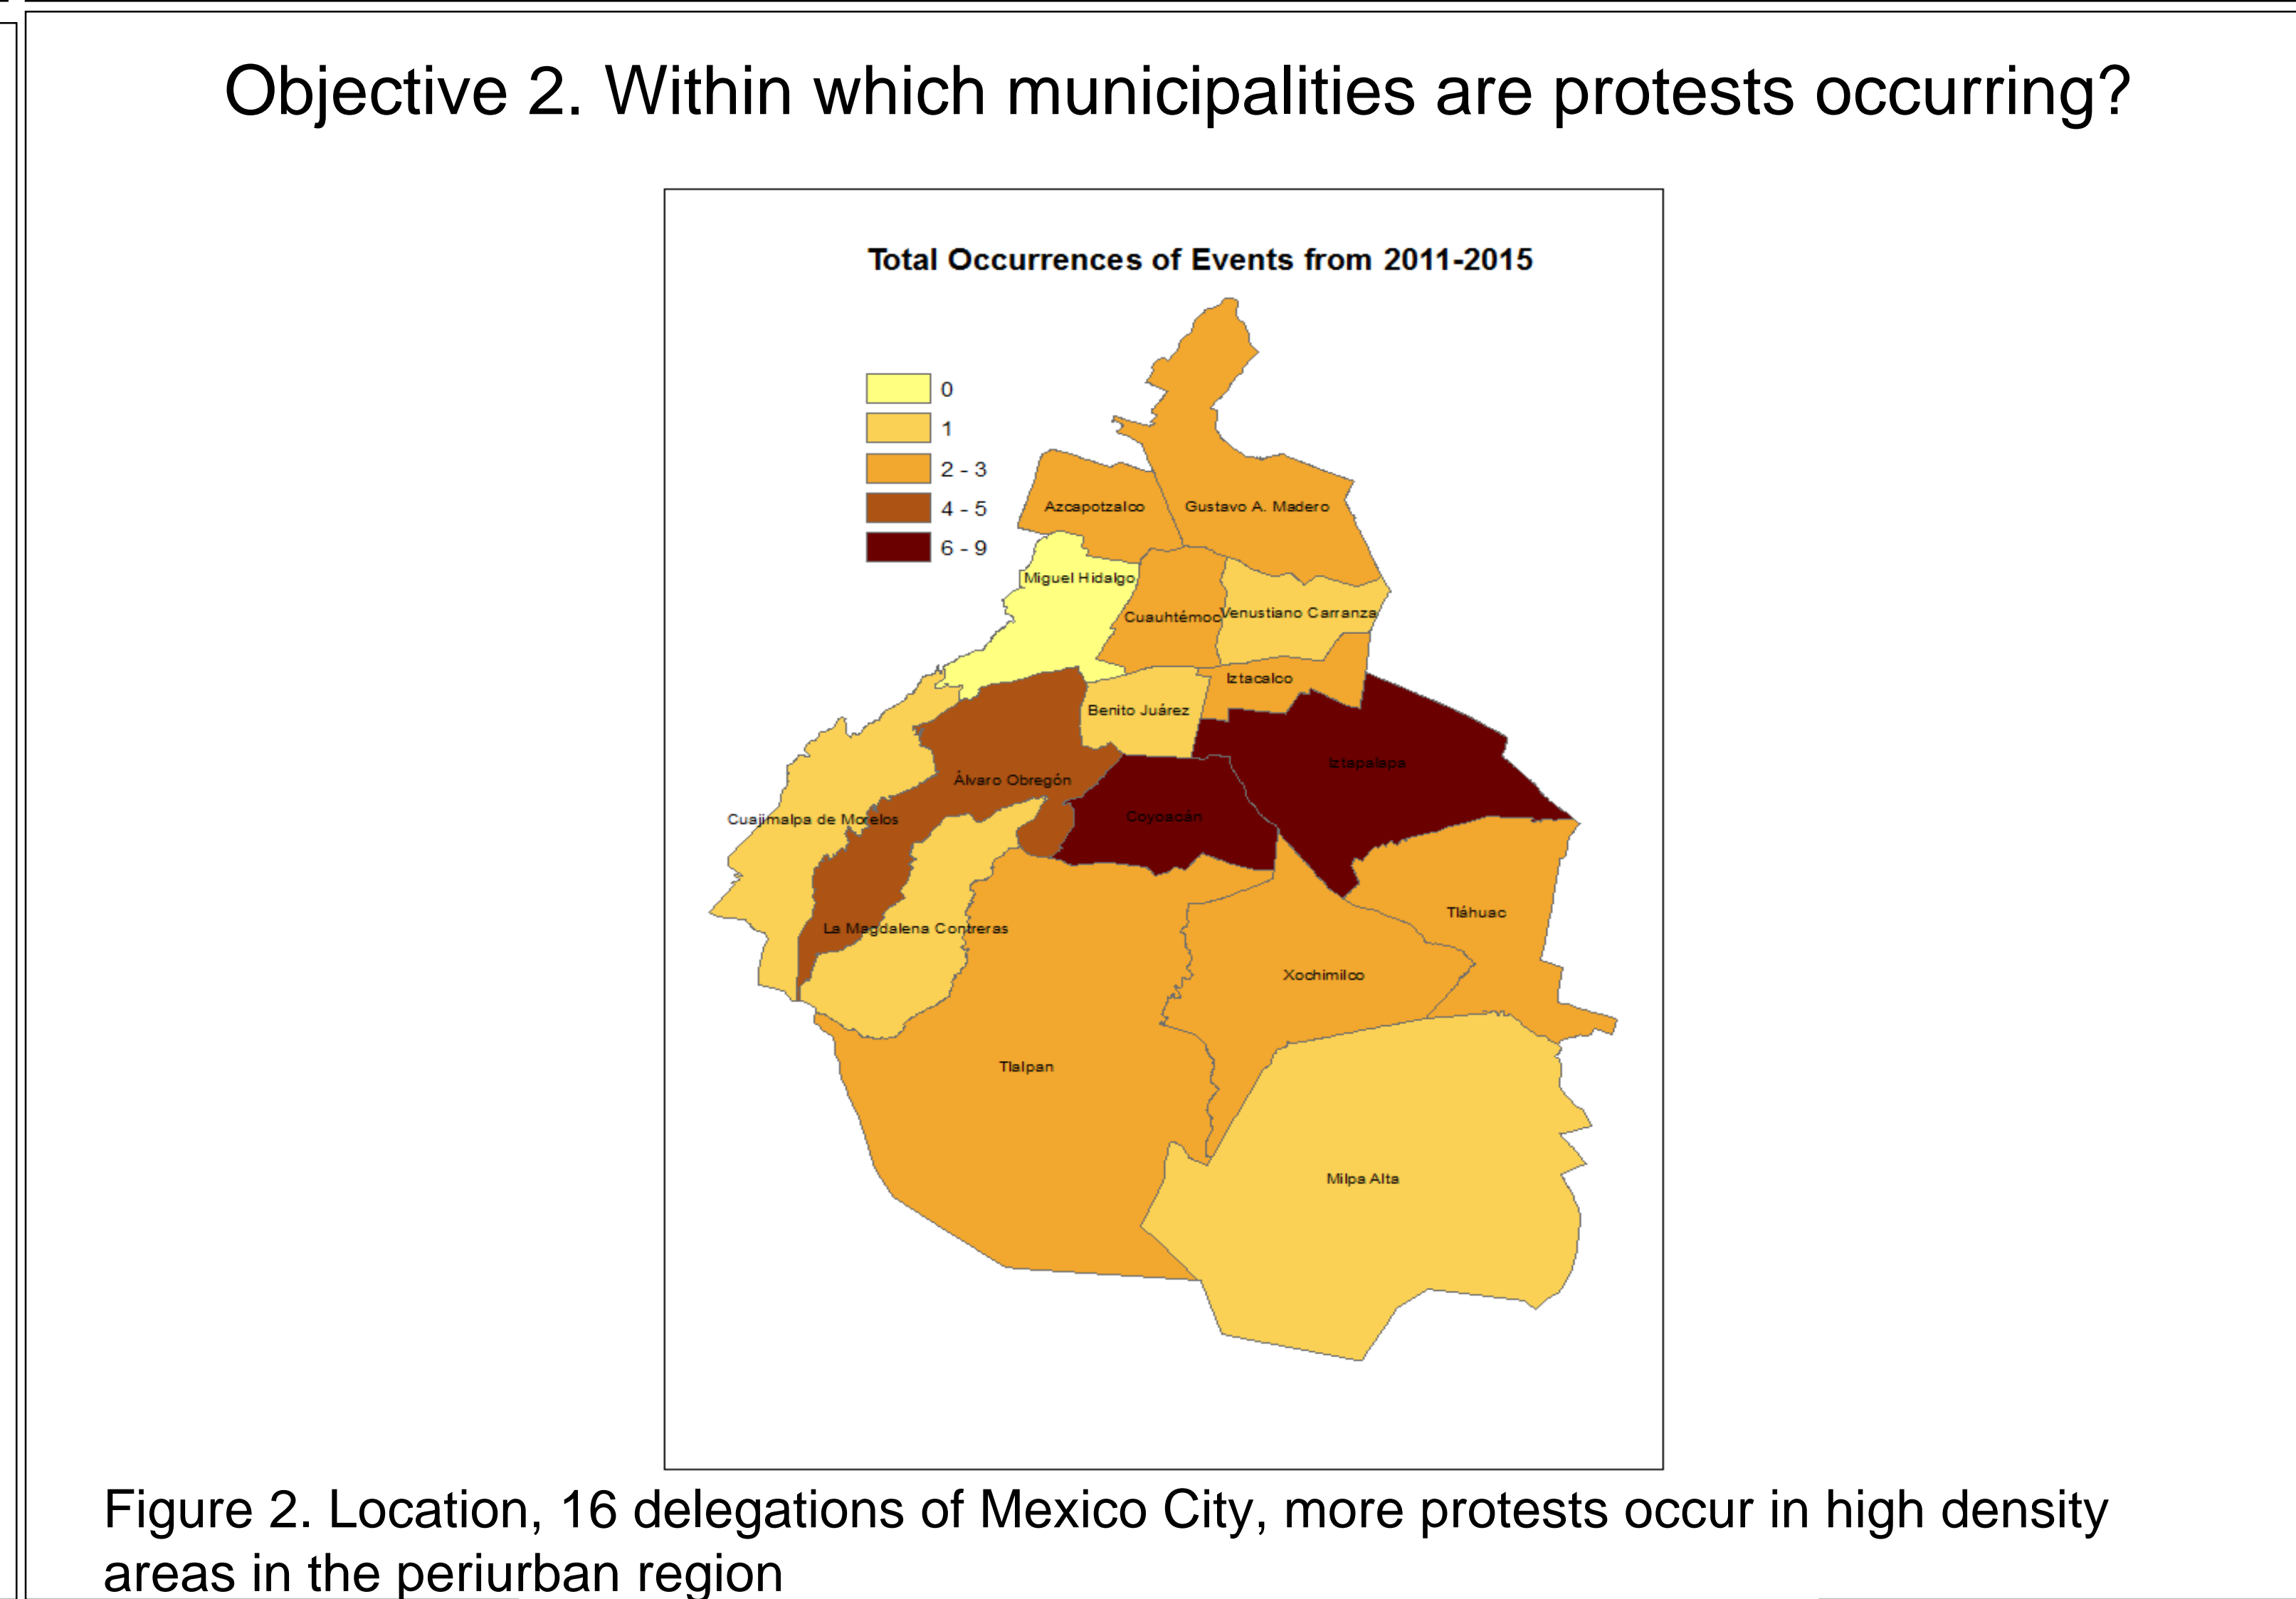 Objective 2. Within which municipalities are protests occurring?
Total Occurrences of Events from 2011-2015
0
1
2 - 3
4 - 5
6 - 9
Azcapotzalco
Gustavo A. Madero
Miguel Hidalgo
Cuauhtémoc
Venustiano Carranza
Iztacalco
Benito Juárez
Iztapalapa
Álvaro Obregón
Coyoacán
Cuajimalpa de Morelos
Tláhuac
La Magdalena Contreras
Xochimilco
Tlalpan
Milpa Alta
Figure 2. Location, 16 delegations of Mexico City, more protests occur in high density
areas in the periurban region